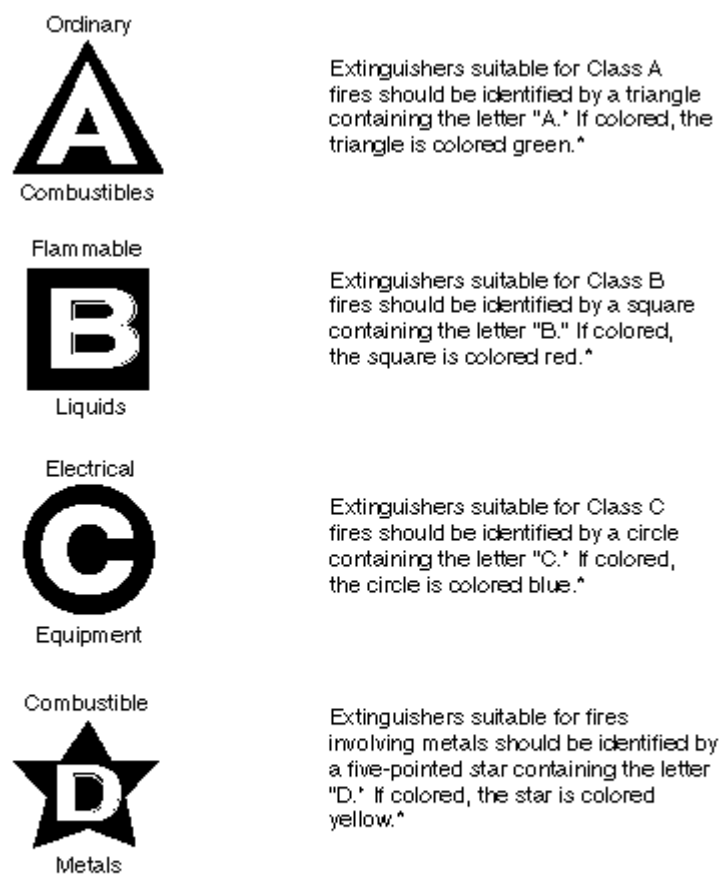 Ordinary
A
Combustibles
Extinguishers suitable for Class A
fires should be identified by a triangle
containing the letter "A." If colored, the
triangle is colored green.*
Flammable
B
Liquids
Extinguishers suitable for Class B
fires should be identified by a square
containing the letter "B." If colored,
the square is colored red.*
Electrical
C
Equipment
Extinguishers suitable for Class C
fires should be identified by a circle
containing the letter "C." If colored,
the circle is colored blue.*
Combustible
D
Metals
Extinguishers suitable for fires
involving metals should be identified by
a five-pointed star containing the letter
"D." If colored, the star is colored
yellow.*